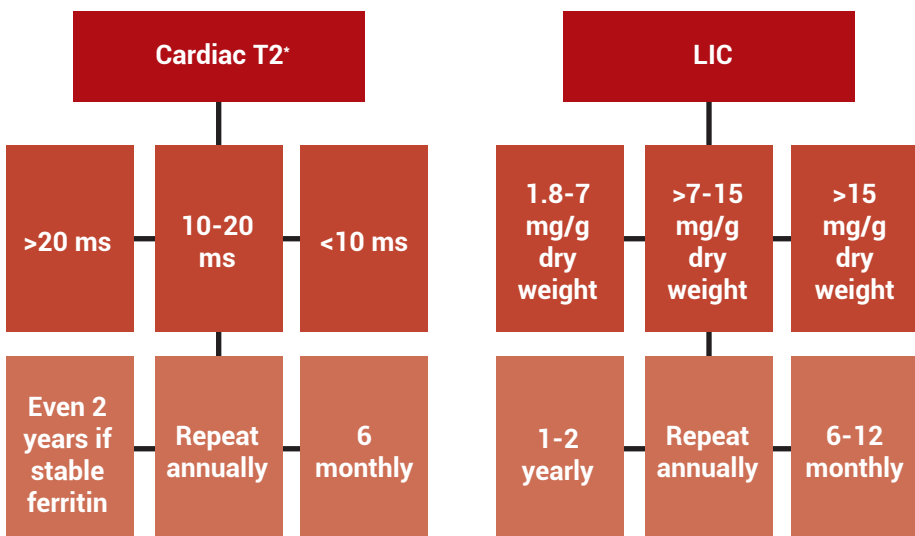 Cardiac T2*
LIC
>20 ms
10-20
ms
<10 ms
1.8-7
mg/g
dry
weight
>7-15
mg/g
dry
weight
>15
mg/g
dry
weight
Even 2
years if
stable
ferritin
Repeat
annually
6
monthly
1-2
yearly
Repeat
annually
6-12
monthly